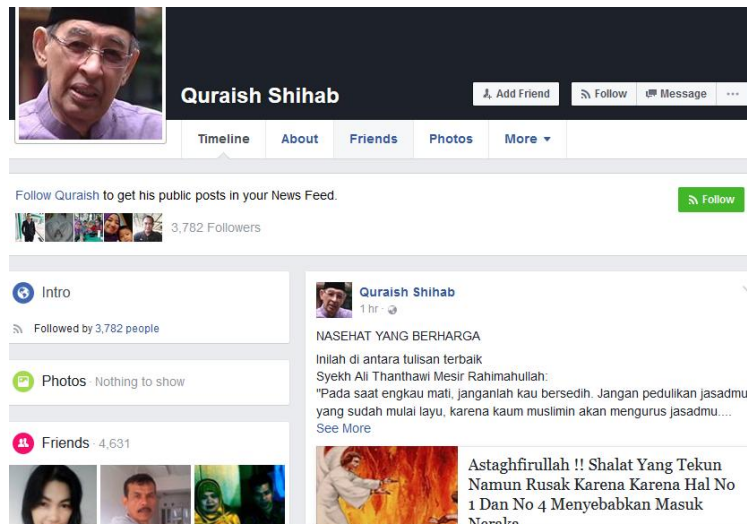 Quraish Shihab
Add Friend
Follow
Message
...
Timeline
About
Friends
Photos
More
Follow Quraish to get his public posts in your News Feed.
Follow
3,782 Followers
Intro
Followed by 3,782 people
Photos · Nothing to show
Friends · 4,631
Quraish Shihab
1 hr ·
NASEHAT YANG BERHARGA
Inilah di antara tulisan terbaik
Syekh Ali Thanthawi Mesir Rahimahullah:
"Pada saat engkau mati, janganlah kau bersedih. Jangan pedulikan jasadmu
yang sudah mulai layu, karena kaum muslimin akan mengurus jasadmu....
See More
Astaghfirullah !! Shalat Yang Tekun
Namun Rusak Karena Karena Hal No
1 Dan No 4 Menyebabkan Masuk
Neraka